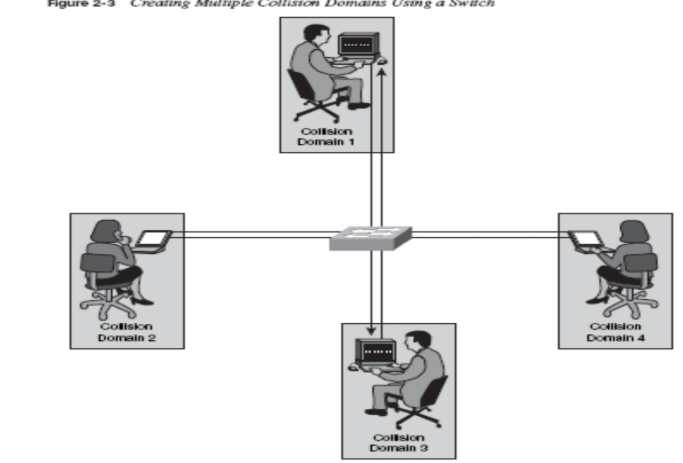 Figure 2-3 Creating Multiple Collision Domains Using a Switch
Collision
Domain 1
Collision
Domain 2
Collision
Domain 4
Collision
Domain 3